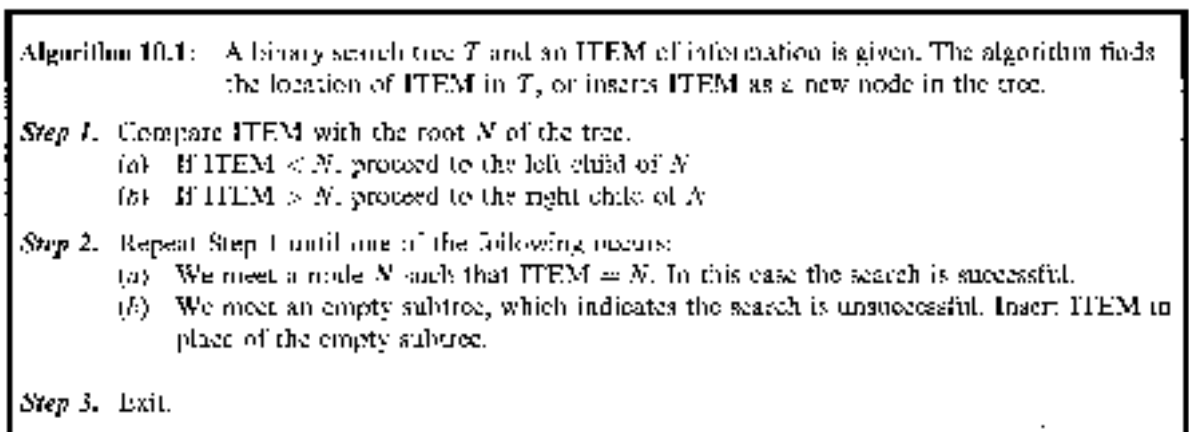 Algorithm 10.1: A binary search tree T and an ITEM of information is given. The algorithm finds
the location of ITEM in T, or inserts ITEM as a new node in the tree.
Step 1. Compare ITEM with the root N of the tree.
(a) If ITEM < N, proceed to the left child of N
(b) If ITEM > N, proceed to the right child of N
Step 2. Repeat Step 1 until one of the following occurs:
(a) We meet a node N such that ITEM = N. In this case the search is successful.
(b) We meet an empty subtree, which indicates the search is unsuccessful. Insert ITEM in
place of the empty subtree.
Step 3. Exit.